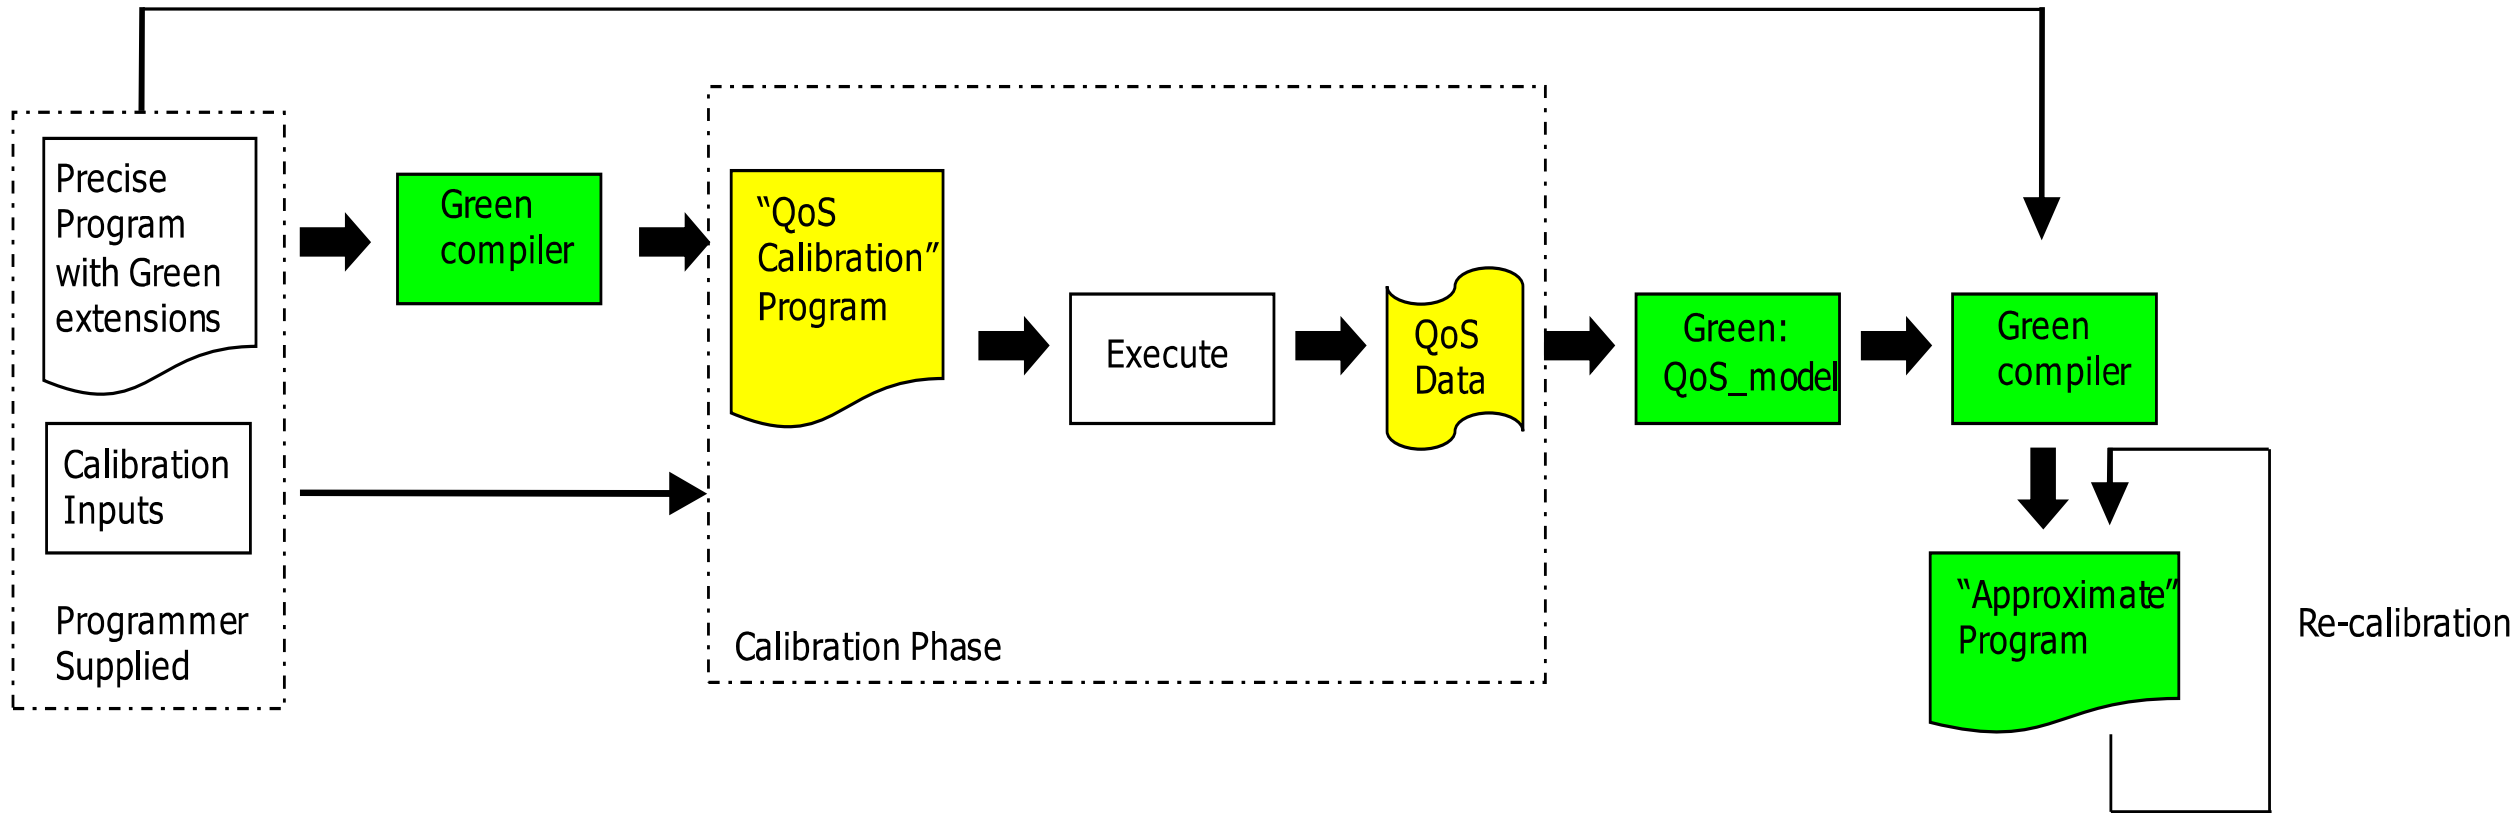 Precise
Program
with Green
extensions
Calibration
Inputs
Programmer
Supplied
Green
compiler
“QoS
Calibration”
Program
Execute
QoS
Data
Calibration Phase
Green:
QoS_model
Green
compiler
“Approximate”
Program
Re-calibration